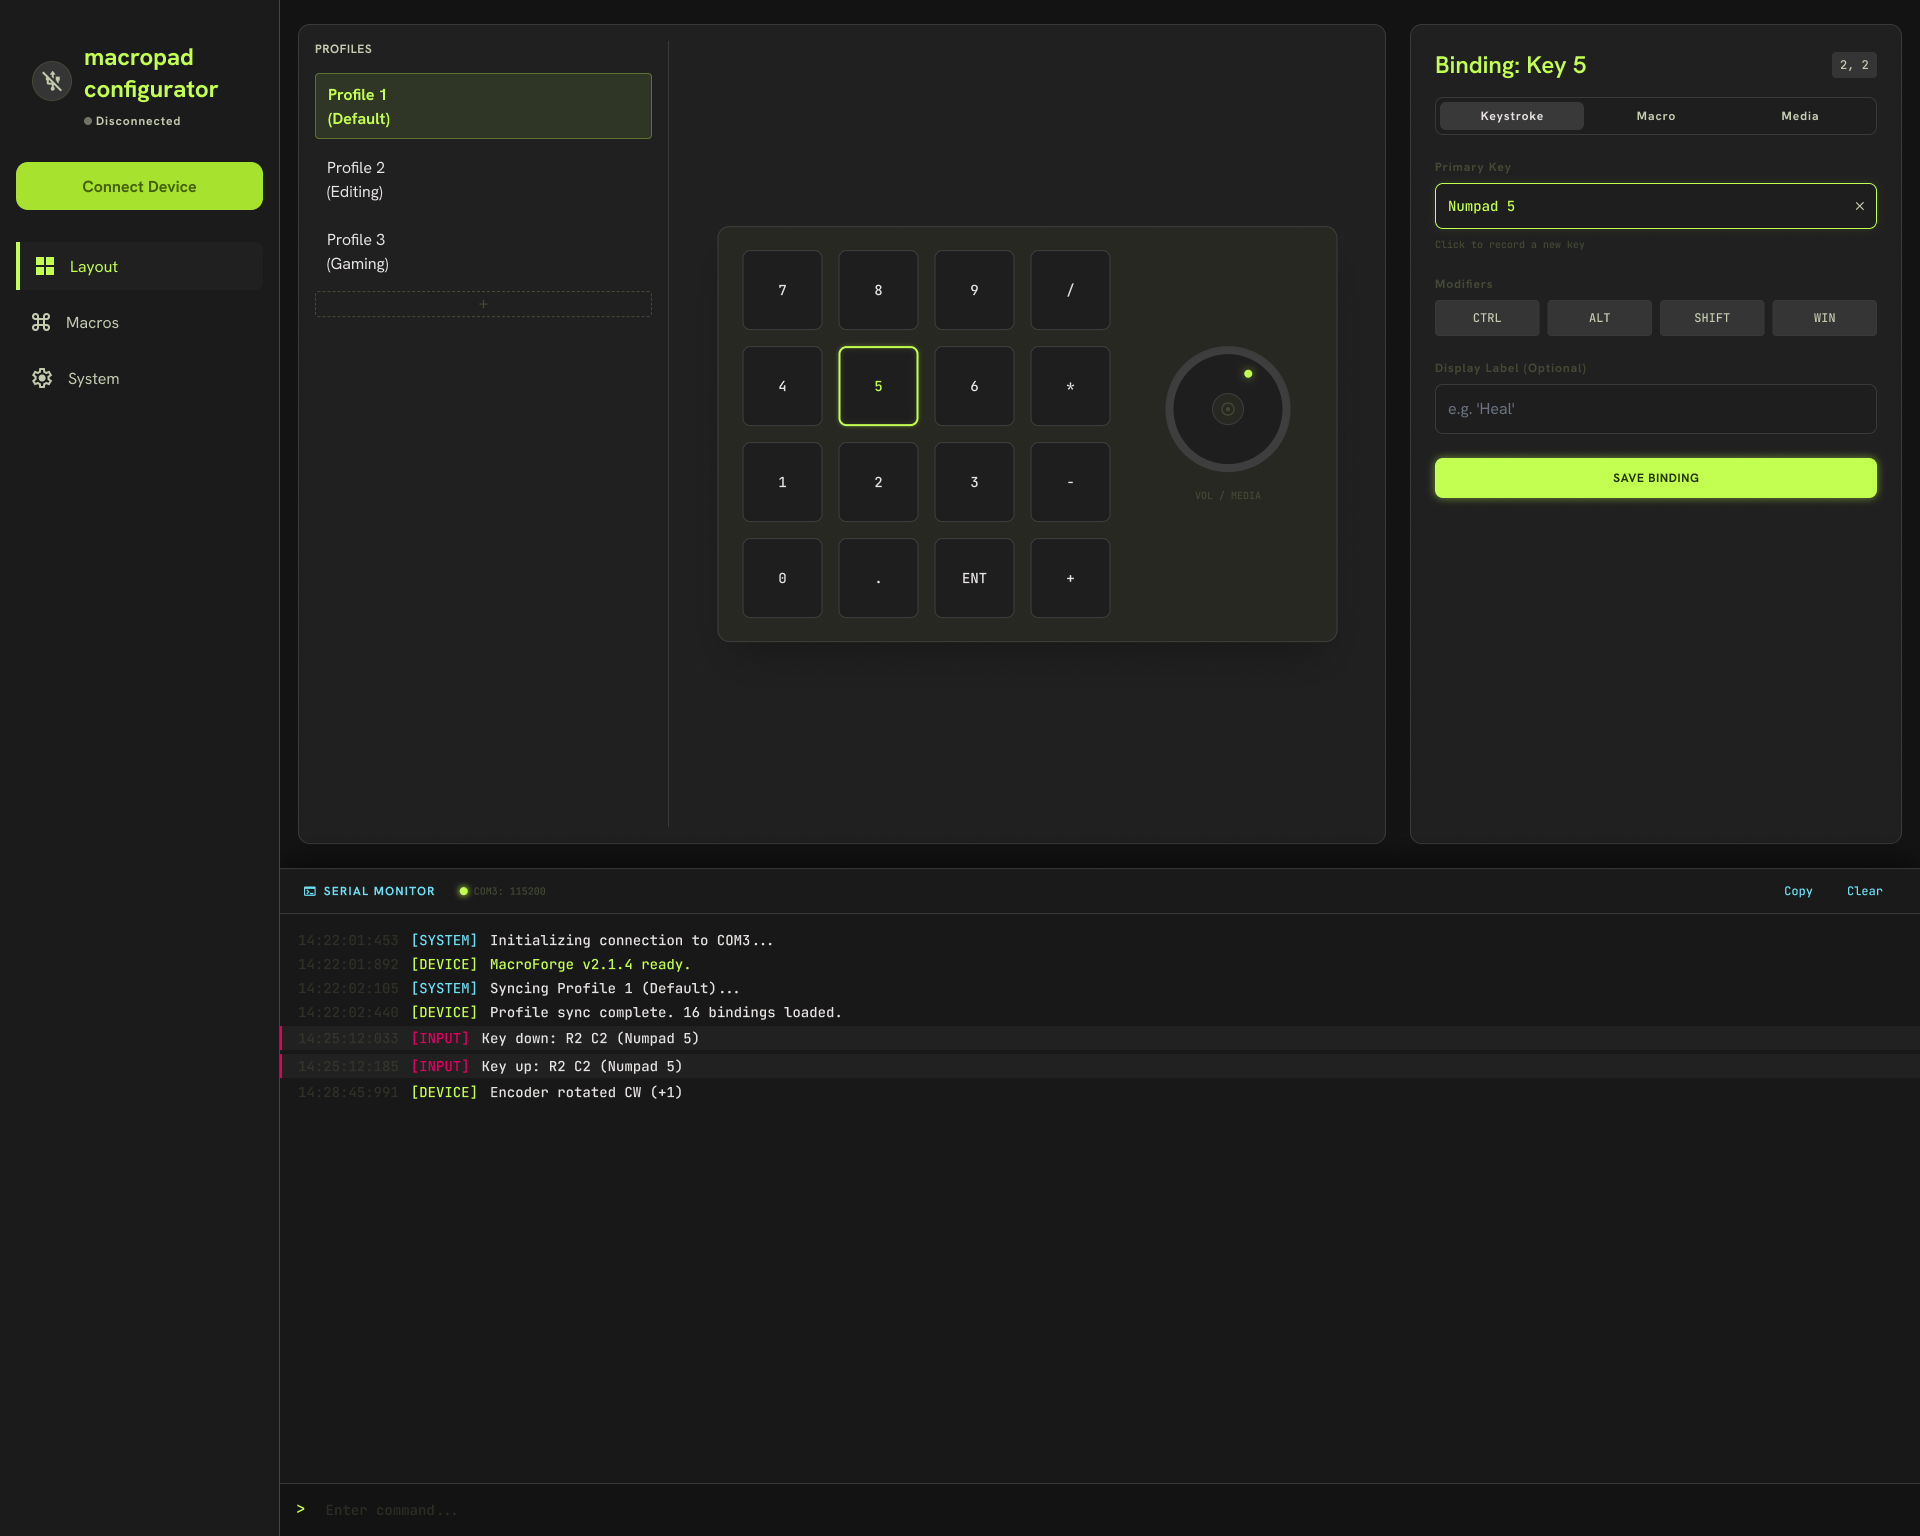 macropad
configurator
Disconnected
Connect Device
Layout
Macros
System
PROFILES
Profile 1
(Default)
Profile 2
(Editing)
Profile 3
(Gaming)
+
7 8 9 /
4 5 6 *
1 2 3 -
0 . ENT +
VOL / MEDIA
Binding: Key 5
2, 2
Keystroke Macro Media
Primary Key
Numpad 5 ×
Click to record a new key
Modifiers
CTRL ALT SHIFT WIN
Display Label (Optional)
e.g. 'Heal'
SAVE BINDING
SERIAL MONITOR COM3: 115200 Copy Clear
14:22:01:453 [SYSTEM] Initializing connection to COM3...
14:22:01:892 [DEVICE] MacroForge v2.1.4 ready.
14:22:02:105 [SYSTEM] Syncing Profile 1 (Default)...
14:22:02:440 [DEVICE] Profile sync complete. 16 bindings loaded.
14:25:12:033 [INPUT] Key down: R2 C2 (Numpad 5)
14:25:12:185 [INPUT] Key up: R2 C2 (Numpad 5)
14:28:45:991 [DEVICE] Encoder rotated CW (+1)
> Enter command...